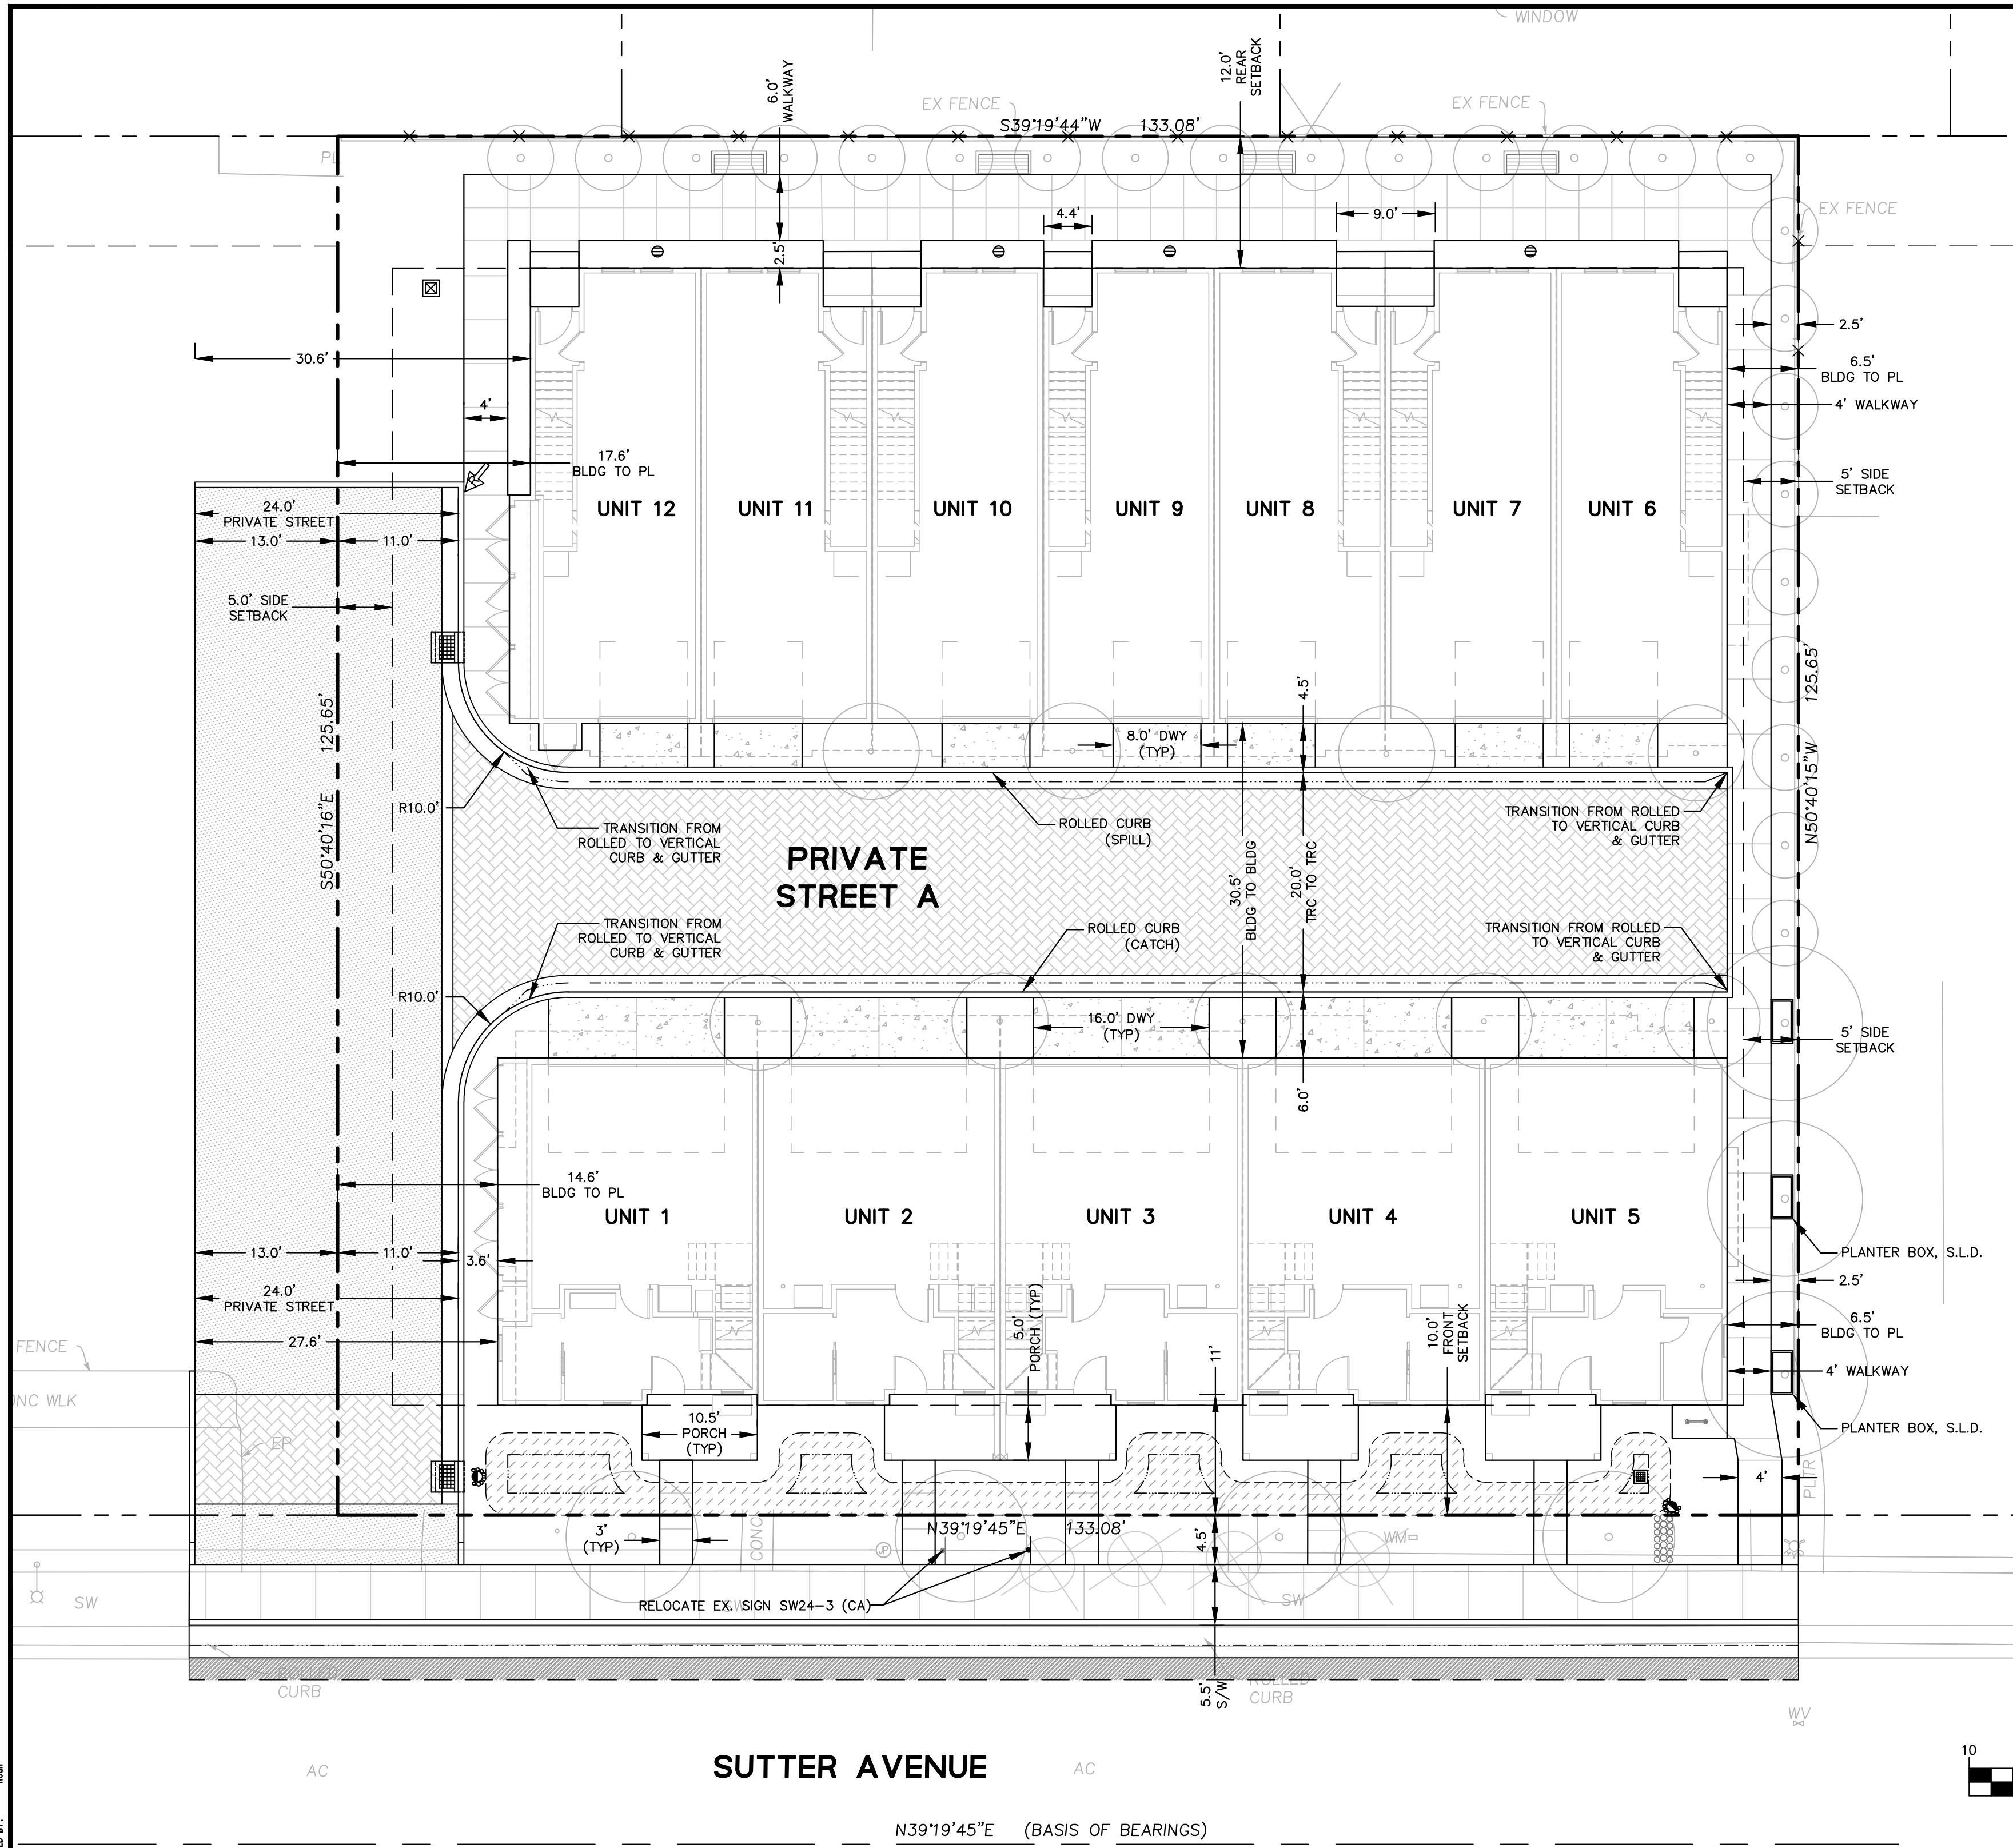 WINDOW
12.0'
REAR
SETBACK
6.0'
WALKWAY
EX FENCE
EX FENCE
S39°19'44"W 133.08'
EX FENCE
4.4'
9.0'
2.5'
2.5'
30.6'
6.5'
BLDG TO PL
4'
4' WALKWAY
17.6'
BLDG TO PL
5' SIDE
SETBACK
UNIT 12
UNIT 11
UNIT 10
UNIT 9
UNIT 8
UNIT 7
UNIT 6
24.0'
PRIVATE STREET
13.0'
11.0'
5.0' SIDE
SETBACK
S50°40'16"E 125.65'
N50°40'15"W 125.65'
4.5'
8.0' DWY
(TYP)
R10.0'
TRANSITION FROM
ROLLED TO VERTICAL
CURB & GUTTER
ROLLED CURB
(SPILL)
TRANSITION FROM ROLLED
TO VERTICAL CURB
& GUTTER
PRIVATE
STREET A
30.5'
BLDG TO BLDG
20.0'
TRC TO TRC
TRANSITION FROM
ROLLED TO VERTICAL
CURB & GUTTER
ROLLED CURB
(CATCH)
TRANSITION FROM ROLLED
TO VERTICAL CURB
& GUTTER
R10.0'
16.0' DWY
(TYP)
5' SIDE
SETBACK
6.0'
14.6'
BLDG TO PL
UNIT 1
UNIT 2
UNIT 3
UNIT 4
UNIT 5
13.0'
11.0'
3.6'
PLANTER BOX, S.L.D.
2.5'
24.0'
PRIVATE STREET
5.0'
PORCH (TYP)
10.0'
FRONT
SETBACK
6.5'
BLDG TO PL
FENCE
27.6'
11'
4' WALKWAY
10.5'
PORCH
(TYP)
PLANTER BOX, S.L.D.
EP
4'
PLTR
N39°19'45"E 133.08'
3'
(TYP)
CONC
JP
4.5'
WM
SW
RELOCATE EX. SIGN SW24-3 (CA)
SW
ROLLED
CURB
5.5'
S/W
ROLLED
CURB
WV
AC
SUTTER AVENUE
AC
10
N39°19'45"E (BASIS OF BEARINGS)